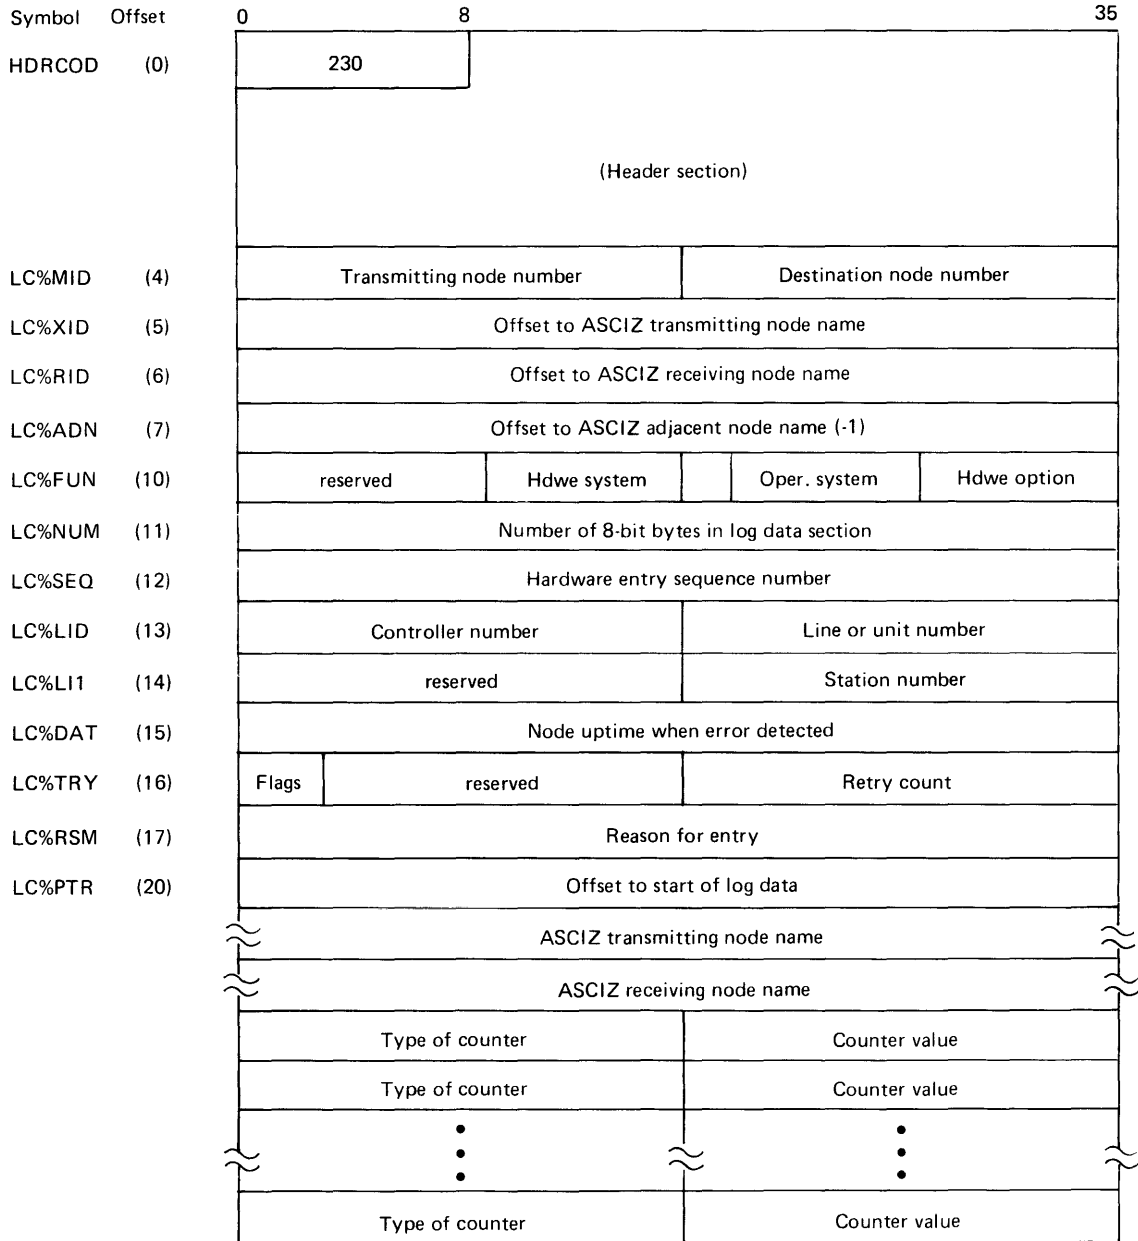 Symbol Offset 0 8 35
HDRCOD (0) 230
(Header section)
LC%MID (4) Transmitting node number Destination node number
LC%XID (5) Offset to ASCIZ transmitting node name
LC%RID (6) Offset to ASCIZ receiving node name
LC%ADN (7) Offset to ASCIZ adjacent node name (-1)
LC%FUN (10) reserved Hdwe system Oper. system Hdwe option
LC%NUM (11) Number of 8-bit bytes in log data section
LC%SEQ (12) Hardware entry sequence number
LC%LID (13) Controller number Line or unit number
LC%LI1 (14) reserved Station number
LC%DAT (15) Node uptime when error detected
LC%TRY (16) Flags reserved Retry count
LC%RSM (17) Reason for entry
LC%PTR (20) Offset to start of log data
ASCIZ transmitting node name
ASCIZ receiving node name
Type of counter Counter value
Type of counter Counter value
Type of counter Counter value